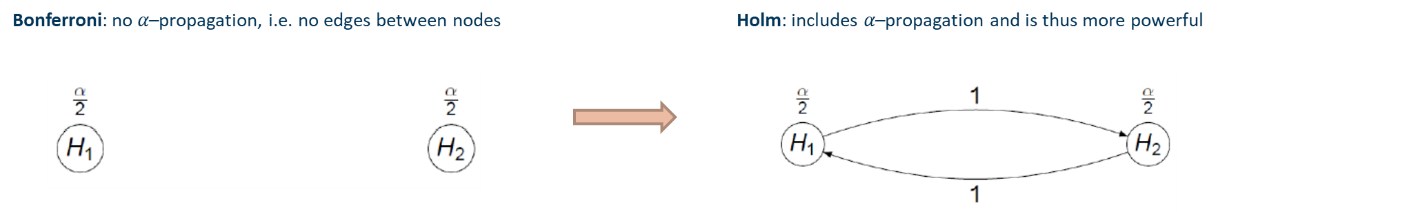 Bonferroni: no α–propagation, i.e. no edges between nodes
α/2
H₁
α/2
H₂
Holm: includes α–propagation and is thus more powerful
α/2
H₁
1
α/2
H₂
1